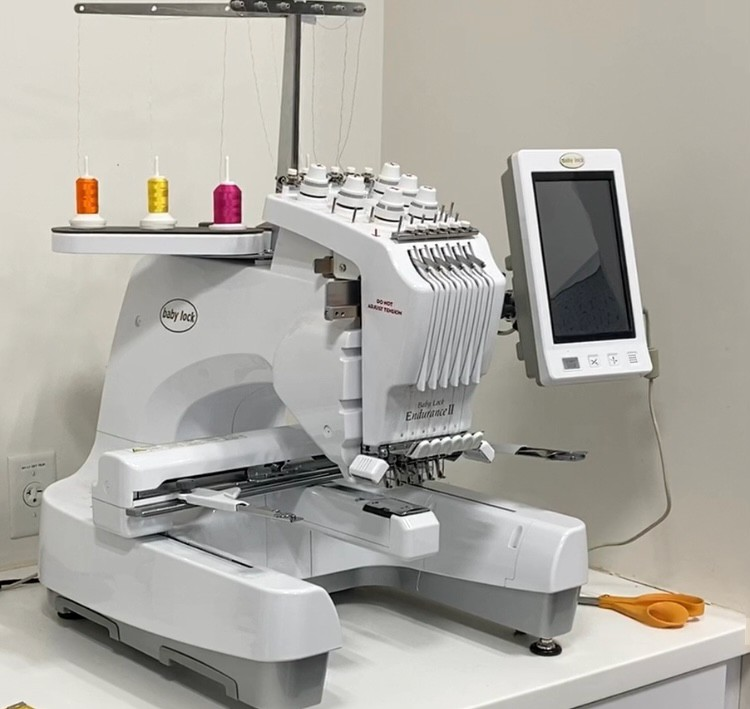 baby lock
baby lock
DO NOT
ADJUST TENSION
Baby Lock
Endurance II